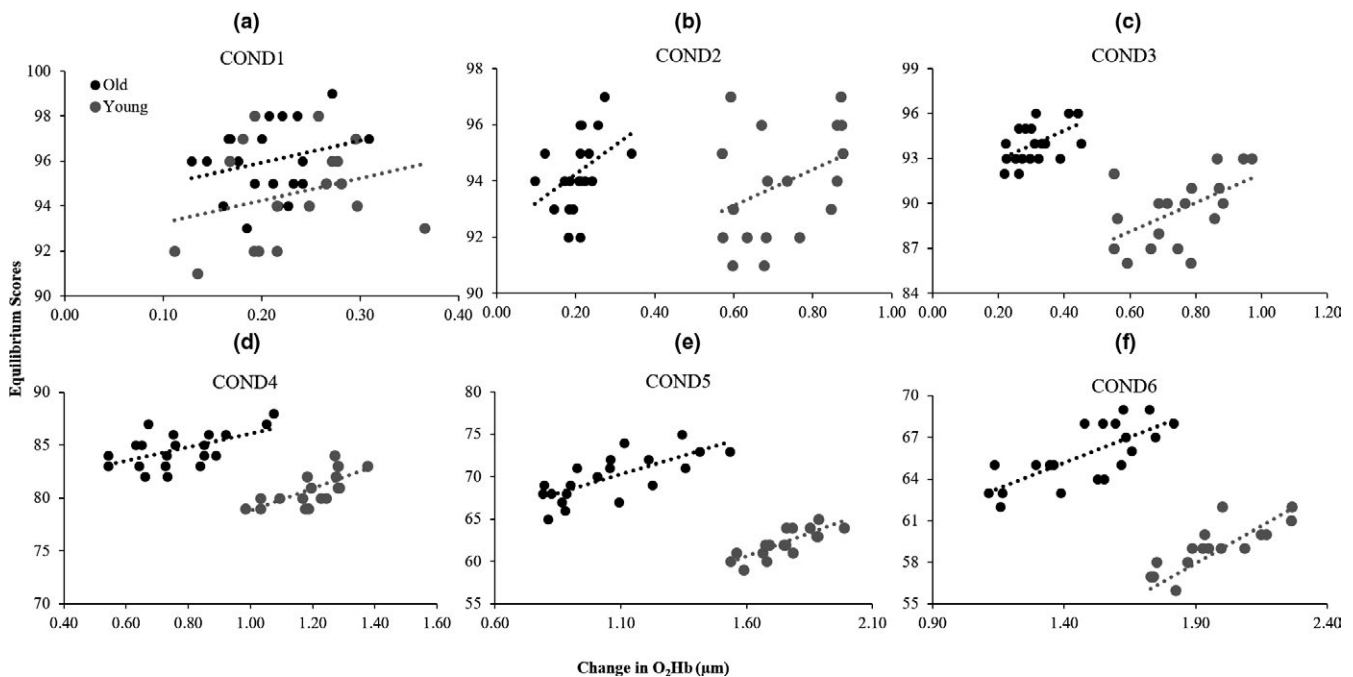 (a) (b) (c)
COND1 COND2 COND3
Old
Young
100
98
96
94
92
90
0.00 0.10 0.20 0.30 0.40
97
96
95
94
93
92
91
90
0.00 0.20 0.40 0.60 0.80 1.00
99
96
93
90
87
84
0.00 0.20 0.40 0.60 0.80 1.00 1.20
Equilibrium Scores
(d) (e) (f)
COND4 COND5 COND6
90
85
80
75
70
0.40 0.60 0.80 1.00 1.20 1.40 1.60
80
75
70
65
60
55
0.60 1.10 1.60 2.10
70
67
64
61
58
55
0.90 1.40 1.90 2.40
Change in O₂Hb (μm)